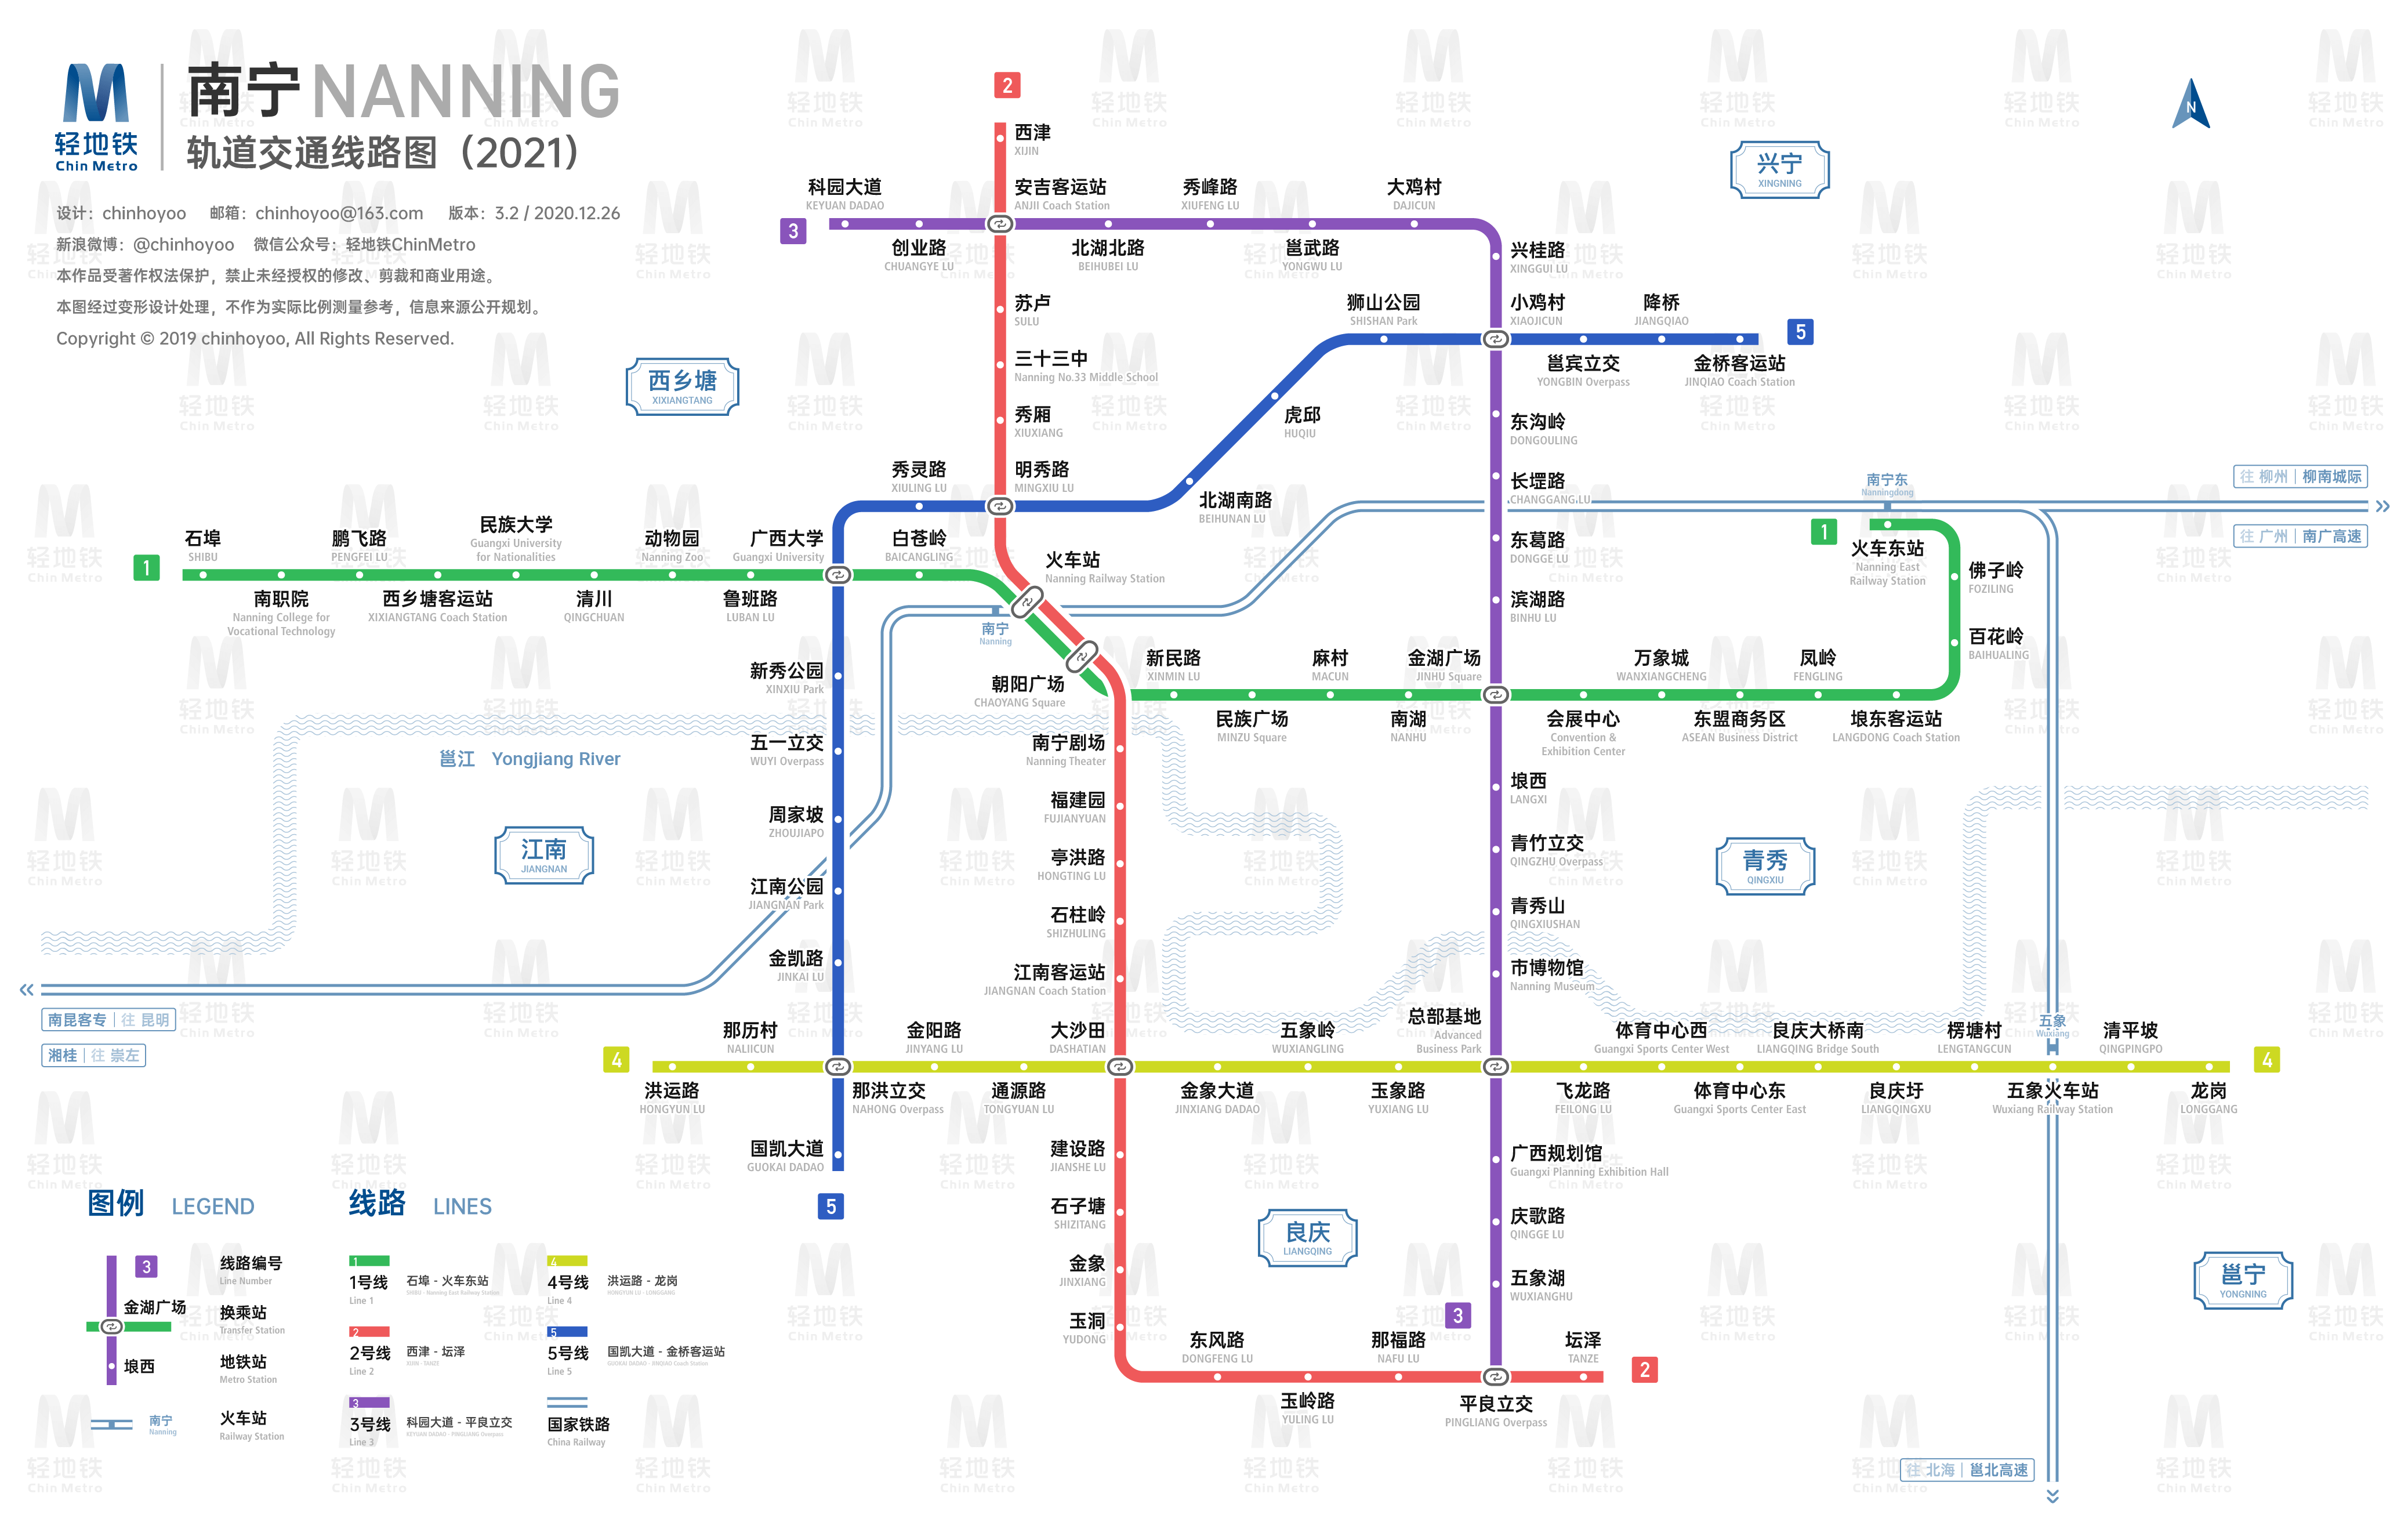 轻地铁
Chin Metro
南宁 NANNING
轨道交通线路图（2021）
设计：chinhoyoo 邮箱：chinhoyoo@163.com 版本：3.2 / 2020.12.26
新浪微博：@chinhoyoo 微信公众号：轻地铁ChinMetro
本作品受著作权法保护，禁止未经授权的修改、剪裁和商业用途。
本图经过变形设计处理，不作为实际比例测量参考，信息来源公开规划。
Copyright © 2019 chinhoyoo, All Rights Reserved.
N
兴宁
XINGNING
西乡塘
XIXIANGTANG
江南
JIANGNAN
青秀
QINGXIU
良庆
LIANGQING
邕宁
YONGNING
邕江 Yongjiang River
2
西津
XIJIN
安吉客运站
ANJII Coach Station
苏卢
SULU
三十三中
Nanning No.33 Middle School
秀厢
XIUXIANG
明秀路
MINGXIU LU
火车站
Nanning Railway Station
朝阳广场
CHAOYANG Square
南宁剧场
Nanning Theater
福建园
FUJIANYUAN
亭洪路
HONGTING LU
石柱岭
SHIZHULING
江南客运站
JIANGNAN Coach Station
大沙田
DASHATIAN
建设路
JIANSHE LU
石子塘
SHIZITANG
金象
JINXIANG
玉洞
YUDONG
东风路
DONGFENG LU
玉岭路
YULING LU
那福路
NAFU LU
平良立交
PINGLIANG Overpass
坛泽
TANZE
2
3
科园大道
KEYUAN DADAO
创业路
CHUANGYE LU
北湖北路
BEIHUBEI LU
秀峰路
XIUFENG LU
邕武路
YONGWU LU
大鸡村
DAJICUN
兴桂路
XINGGUI LU
小鸡村
XIAOJICUN
东沟岭
DONGOULING
长堽路
CHANGGANG LU
东葛路
DONGGE LU
滨湖路
BINHU LU
金湖广场
JINHU Square
埌西
LANGXI
青竹立交
QINGZHU Overpass
青秀山
QINGXIUSHAN
市博物馆
Nanning Museum
总部基地
Advanced
Business Park
广西规划馆
Guangxi Planning Exhibition Hall
庆歌路
QINGGE LU
五象湖
WUXIANGHU
3
1
石埠
SHIBU
南职院
Nanning College for
Vocational Technology
鹏飞路
PENGFEI LU
西乡塘客运站
XIXIANGTANG Coach Station
民族大学
Guangxi University
for Nationalities
清川
QINGCHUAN
动物园
Nanning Zoo
鲁班路
LUBAN LU
广西大学
Guangxi University
白苍岭
BAICANGLING
新民路
XINMIN LU
民族广场
MINZU Square
麻村
MACUN
南湖
NANHU
会展中心
Convention &
Exhibition Center
万象城
WANXIANGCHENG
东盟商务区
ASEAN Business District
凤岭
FENGLING
埌东客运站
LANGDONG Coach Station
百花岭
BAIHUALING
佛子岭
FOZILING
火车东站
Nanning East
Railway Station
1
5
金桥客运站
JINQIAO Coach Station
降桥
JIANGQIAO
邕宾立交
YONGBIN Overpass
狮山公园
SHISHAN Park
虎邱
HUQIU
北湖南路
BEIHUNAN LU
秀灵路
XIULING LU
新秀公园
XINXIU Park
五一立交
WUYI Overpass
周家坡
ZHOUJIAPO
江南公园
JIANGNAN Park
金凯路
JINKAI LU
那洪立交
NAHONG Overpass
国凯大道
GUOKAI DADAO
5
4
洪运路
HONGYUN LU
那历村
NALIICUN
金阳路
JINYANG LU
通源路
TONGYUAN LU
金象大道
JINXIANG DADAO
五象岭
WUXIANGLING
玉象路
YUXIANG LU
飞龙路
FEILONG LU
体育中心西
Guangxi Sports Center West
体育中心东
Guangxi Sports Center East
良庆大桥南
LIANGQING Bridge South
良庆圩
LIANGQINGXU
楞塘村
LENGTANGCUN
五象火车站
Wuxiang Railway Station
清平坡
QINGPINGPO
龙岗
LONGGANG
4
南宁
Nanning
南宁东
Nanningdong
五象
Wuxiang
往 柳州 | 柳南城际
往 广州 | 南广高速
南昆客专 | 往 昆明
湘桂 | 往 崇左
往 北海 | 邕北高速
图例 LEGEND
3
线路编号
Line Number
金湖广场
换乘站
Transfer Station
埌西
地铁站
Metro Station
南宁
Nanning
火车站
Railway Station
线路 LINES
1
1号线
Line 1
石埠 - 火车东站
SHIBU - Nanning East Railway Station
2
2号线
Line 2
西津 - 坛泽
XIJIN - TANZE
3
3号线
Line 3
科园大道 - 平良立交
KEYUAN DADAO - PINGLIANG Overpass
4
4号线
Line 4
洪运路 - 龙岗
HONGYUN LU - LONGGANG
5
5号线
Line 5
国凯大道 - 金桥客运站
GUOKAI DADAO - JINQIAO Coach Station
国家铁路
China Railway